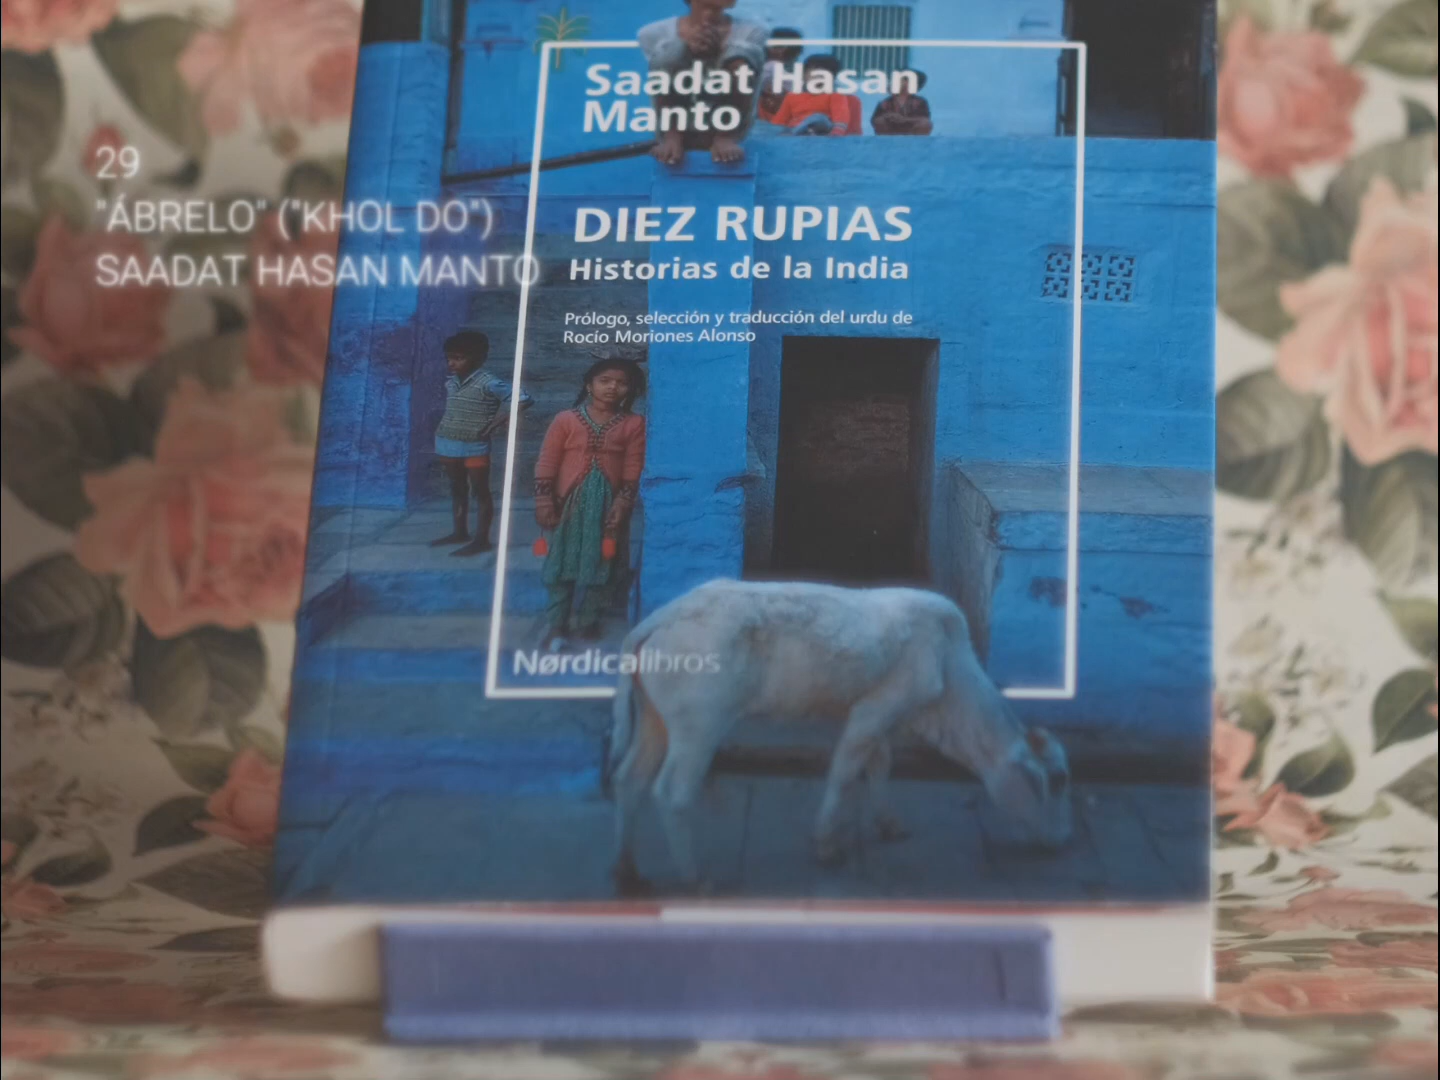 29
"ÁBRELO" ("KHOL DO")
SAADAT HASAN MANTO
Saadat Hasan
Manto
DIEZ RUPIAS
Historias de la India
Prólogo, selección y traducción del urdu de
Rocío Moriones Alonso
Nørdicalibros